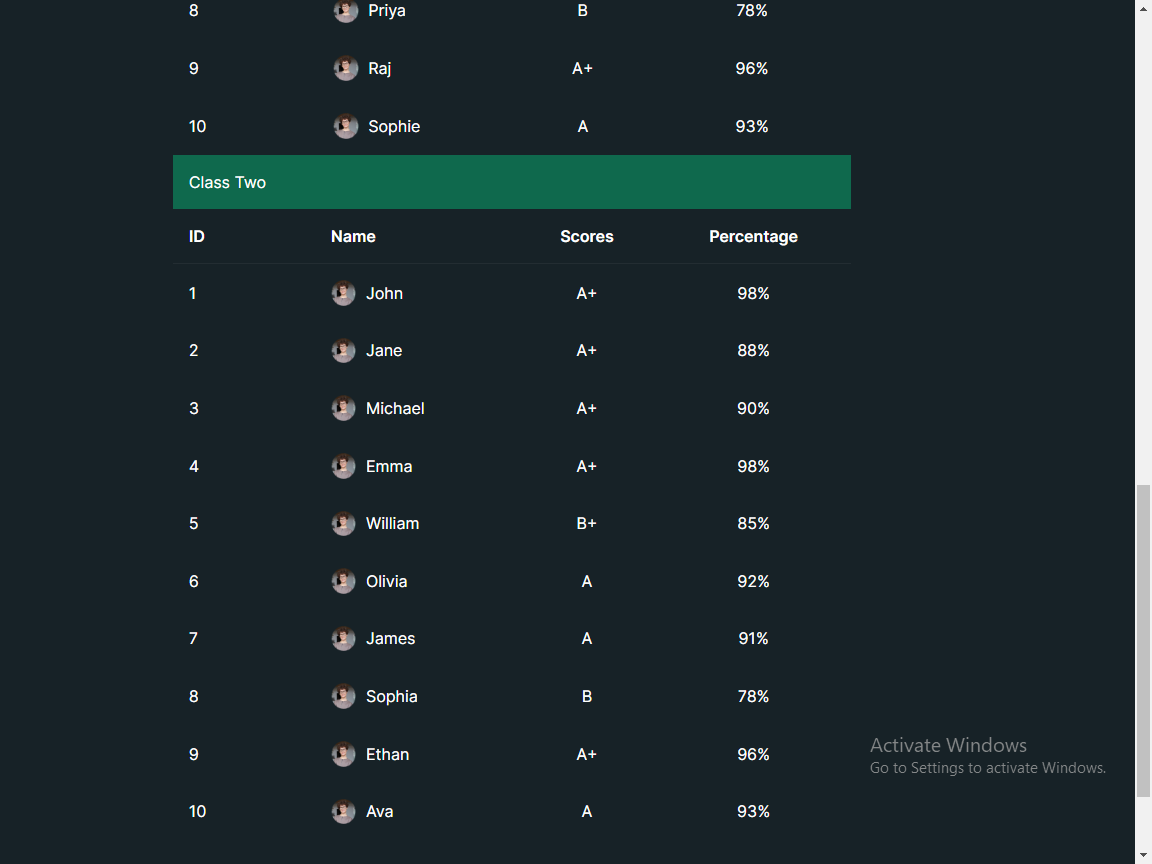 8 Priya B 78%
9 Raj A+ 96%
10 Sophie A 93%
Class Two
ID Name Scores Percentage
1 John A+ 98%
2 Jane A+ 88%
3 Michael A+ 90%
4 Emma A+ 98%
5 William B+ 85%
6 Olivia A 92%
7 James A 91%
8 Sophia B 78%
9 Ethan A+ 96%
10 Ava A 93%
Activate Windows
Go to Settings to activate Windows.